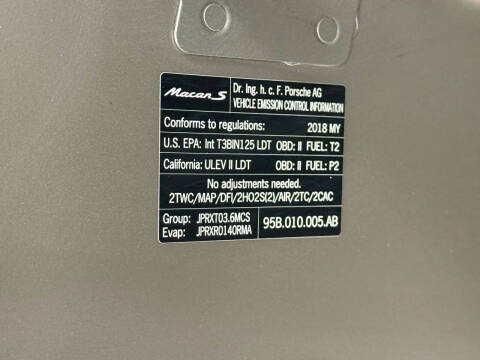 Macan S
Dr. Ing. h. c. F. Porsche AG
VEHICLE EMISSION CONTROL INFORMATION
Conforms to regulations: 2018 MY
U.S. EPA: Int T3BIN125 LDT OBD: II FUEL: T2
California: ULEV II LDT OBD: II FUEL: P2
No adjustments needed.
2TWC/MAP/DFI/2HO2S(2)/AIR/2TC/2CAC
Group: JPRXT03.6MCS
Evap: JPRXR0140RMA
95B.010.005.AB